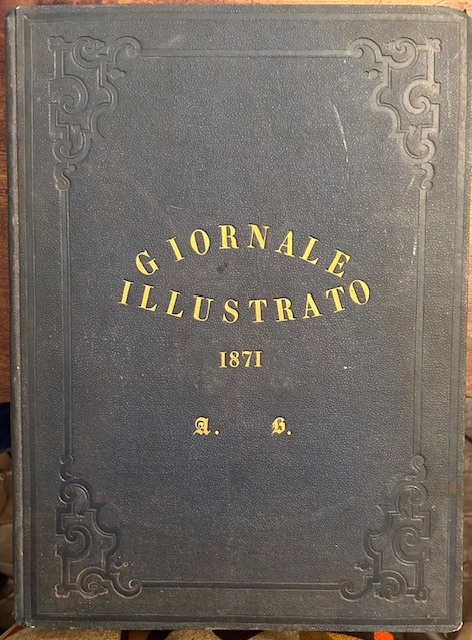 GIORNALE
ILLUSTRATO
1871
A. B.